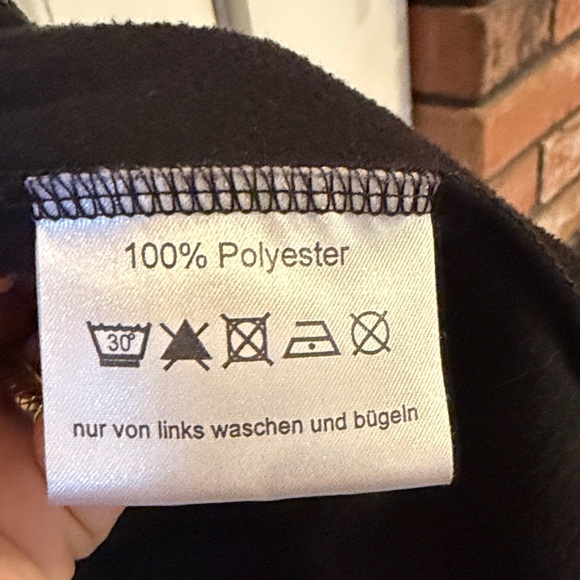 100% Polyester
30°
nur von links waschen und bügeln